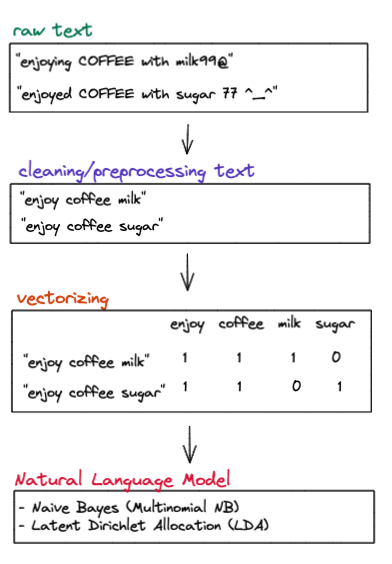 raw text
"enjoying COFFEE with milk99@"
"enjoyed COFFEE with sugar 77 ^_^"
cleaning/preprocessing text
"enjoy coffee milk"
"enjoy coffee sugar"
vectorizing
enjoy coffee milk sugar
"enjoy coffee milk" 1 1 1 0
"enjoy coffee sugar" 1 1 0 1
Natural Language Model
- Naive Bayes (Multinomial NB)
- Latent Dirichlet Allocation (LDA)